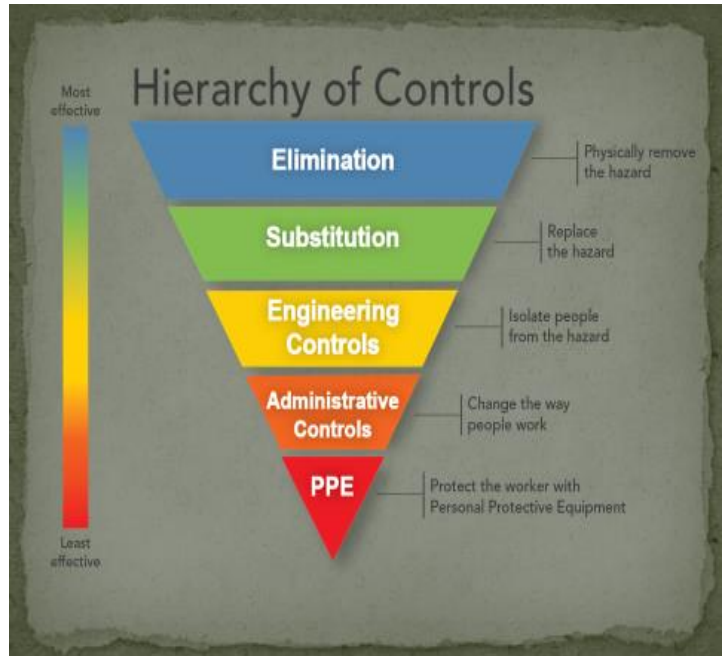 Hierarchy of Controls
Most
effective
Elimination
Physically remove
the hazard
Substitution
Replace
the hazard
Engineering
Controls
Isolate people
from the hazard
Administrative
Controls
Change the way
people work
PPE
Protect the worker with
Personal Protective Equipment
Least
effective